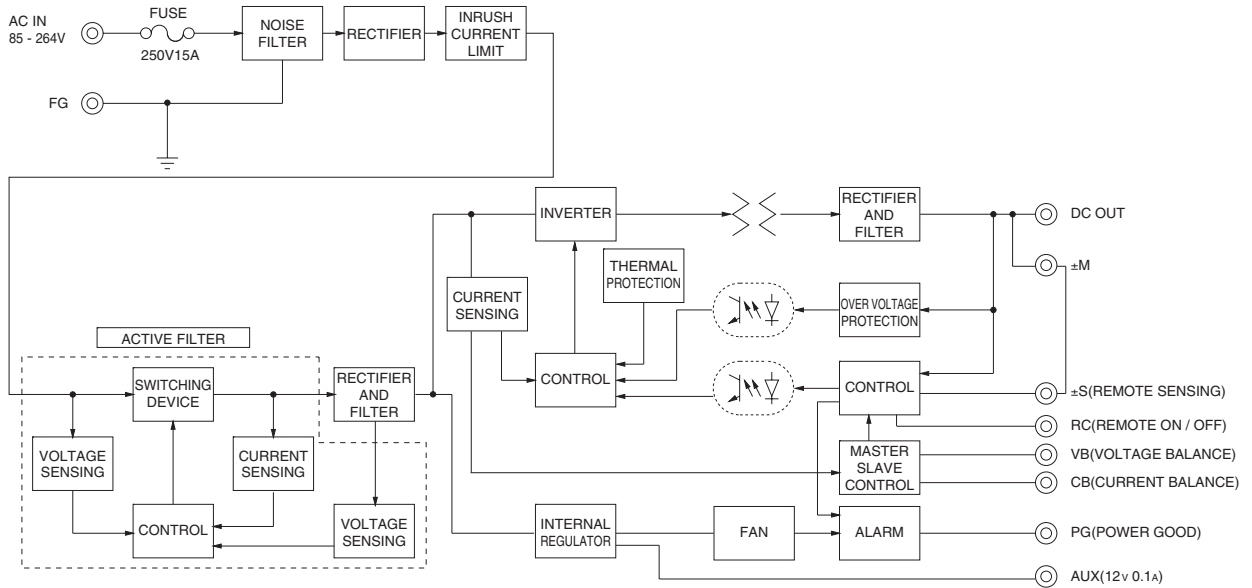 AC IN
85 - 264V
FUSE
250V15A
NOISE
FILTER
RECTIFIER
INRUSH
CURRENT
LIMIT
FG
INVERTER
RECTIFIER
AND
FILTER
DC OUT
±M
THERMAL
PROTECTION
CURRENT
SENSING
OVER VOLTAGE
PROTECTION
ACTIVE FILTER
SWITCHING
DEVICE
RECTIFIER
AND
FILTER
CONTROL
CONTROL
±S(REMOTE SENSING)
RC(REMOTE ON / OFF)
VOLTAGE
SENSING
CURRENT
SENSING
MASTER
SLAVE
CONTROL
VB(VOLTAGE BALANCE)
CB(CURRENT BALANCE)
CONTROL
VOLTAGE
SENSING
INTERNAL
REGULATOR
FAN
ALARM
PG(POWER GOOD)
AUX(12V 0.1A)